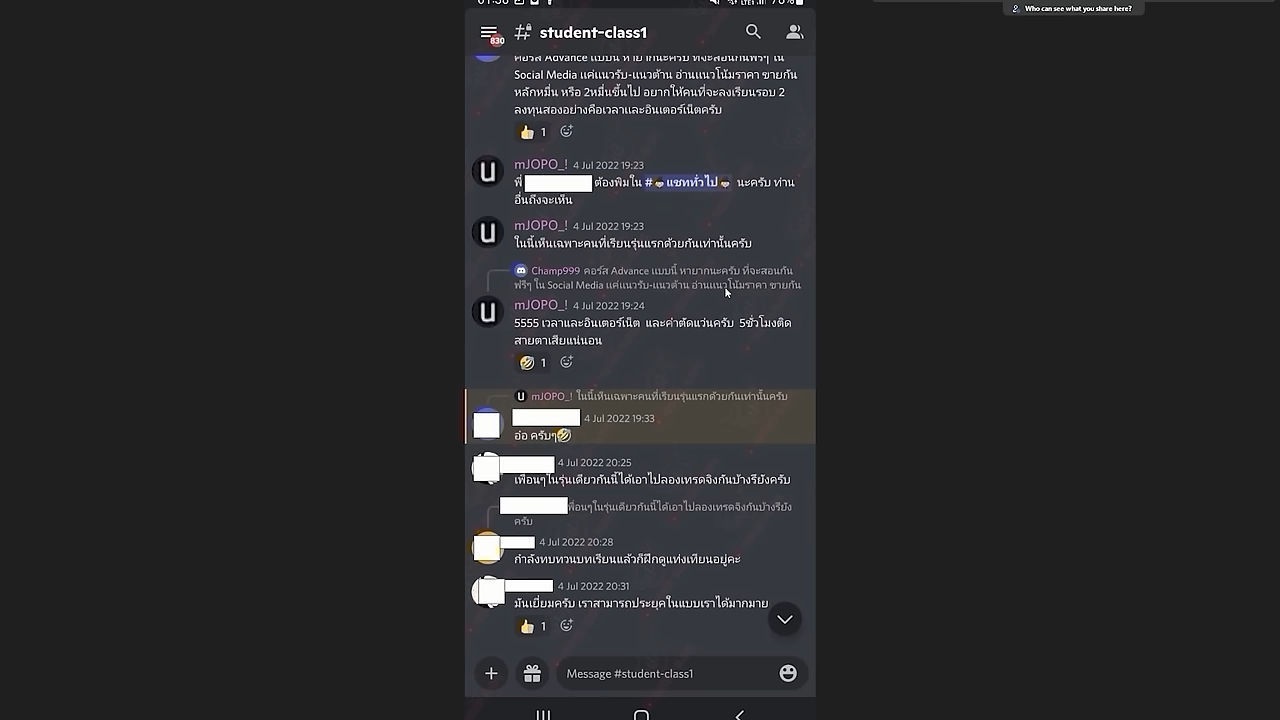 Who can see what you share here?
830
student-class1
คอร์ส Advance แบบนี้ หายากนะครับ ที่จะสอนกันฟรีๆ ใน
Social Media แค่แนวรับ-แนวต้าน อ่านแนวโน้มราคา ขายกัน
หลักหมื่น หรือ 2หมื่นขึ้นไป อยากให้คนที่จะลงเรียนรอบ 2
ลงทุนสองอย่างคือเวลาและอินเตอร์เน็ตครับ
👍 1
mJOPO_! 4 Jul 2022 19:23
พี่ ต้องพิมใน # แชททั่วไป นะครับ ท่าน
อื่นถึงจะเห็น
mJOPO_! 4 Jul 2022 19:23
ในนี้เห็นเฉพาะคนที่เรียนรุ่นแรกด้วยกันเท่านั้นครับ
Champ999 คอร์ส Advance แบบนี้ หายากนะครับ ที่จะสอนกัน
ฟรีๆ ใน Social Media แค่แนวรับ-แนวต้าน อ่านแนวโน้มราคา ขายกัน
mJOPO_! 4 Jul 2022 19:24
5555 เวลาและอินเตอร์เน็ต และค่าตัดแว่นครับ 5ชั่วโมงติด
สายตาเสียแน่นอน
🤣 1
mJOPO_! ในนี้เห็นเฉพาะคนที่เรียนรุ่นแรกด้วยกันเท่านั้นครับ
4 Jul 2022 19:33
อ๋อ ครับๆ🤣
4 Jul 2022 20:25
เพื่อนๆในรุ่นเดียวกันนี้ได้เอาไปลองเทรดจิงกันบ้างรึยังครับ
พื่อนๆในรุ่นเดียวกันนี้ได้เอาไปลองเทรดจิงกันบ้างรึยัง
ครับ
4 Jul 2022 20:28
กำลังทบทวนบทเรียนแล้วก็ฝึกดูแท่งเทียนอยู่คะ
4 Jul 2022 20:31
มันเยี่ยมครับ เราสามารถประยุคในแบบเราได้มากมาย
👍 1
Message #student-class1